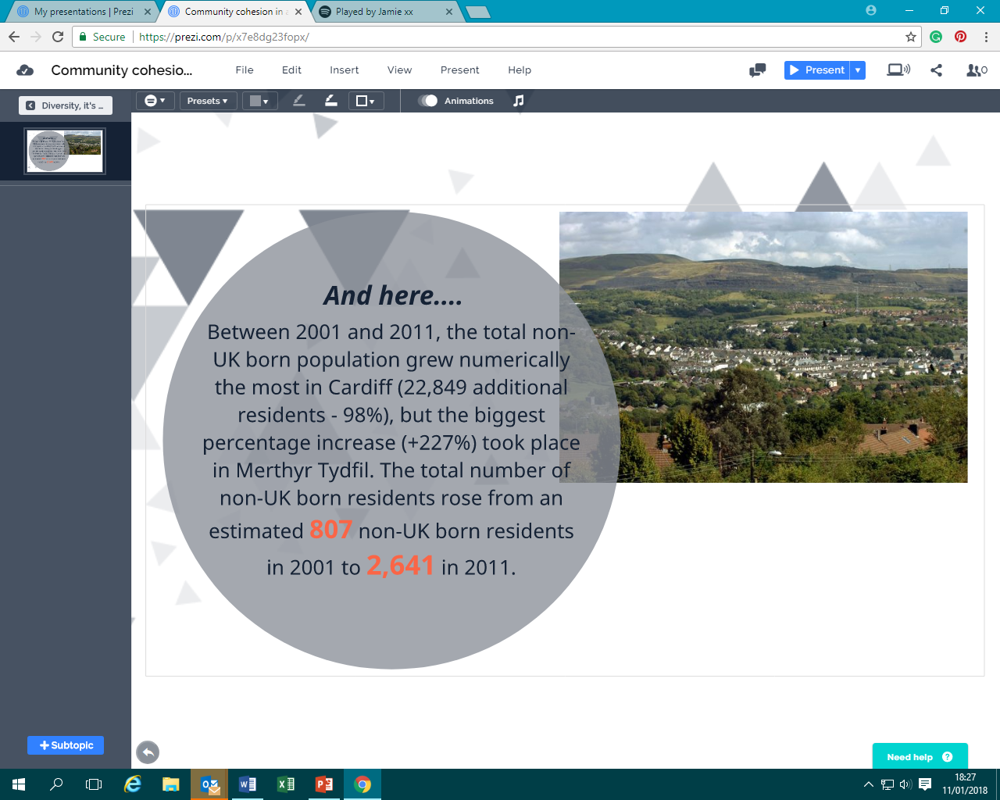 My presentations | Prezi
Community cohesion in a
Played by Jamie xx
Secure
https://prezi.com/p/x7e8dg23fopx/
Community cohesio...
File
Edit
Insert
View
Present
Help
Present
0
Diversity, it's ...
Presets
Animations
And here....
Between 2001 and 2011, the total non-
UK born population grew numerically
the most in Cardiff (22,849 additional
residents - 98%), but the biggest
percentage increase (+227%) took place
in Merthyr Tydfil. The total number of
non-UK born residents rose from an
estimated 807 non-UK born residents
in 2001 to 2,641 in 2011.
Subtopic
Need help ?
18:27
11/01/2018